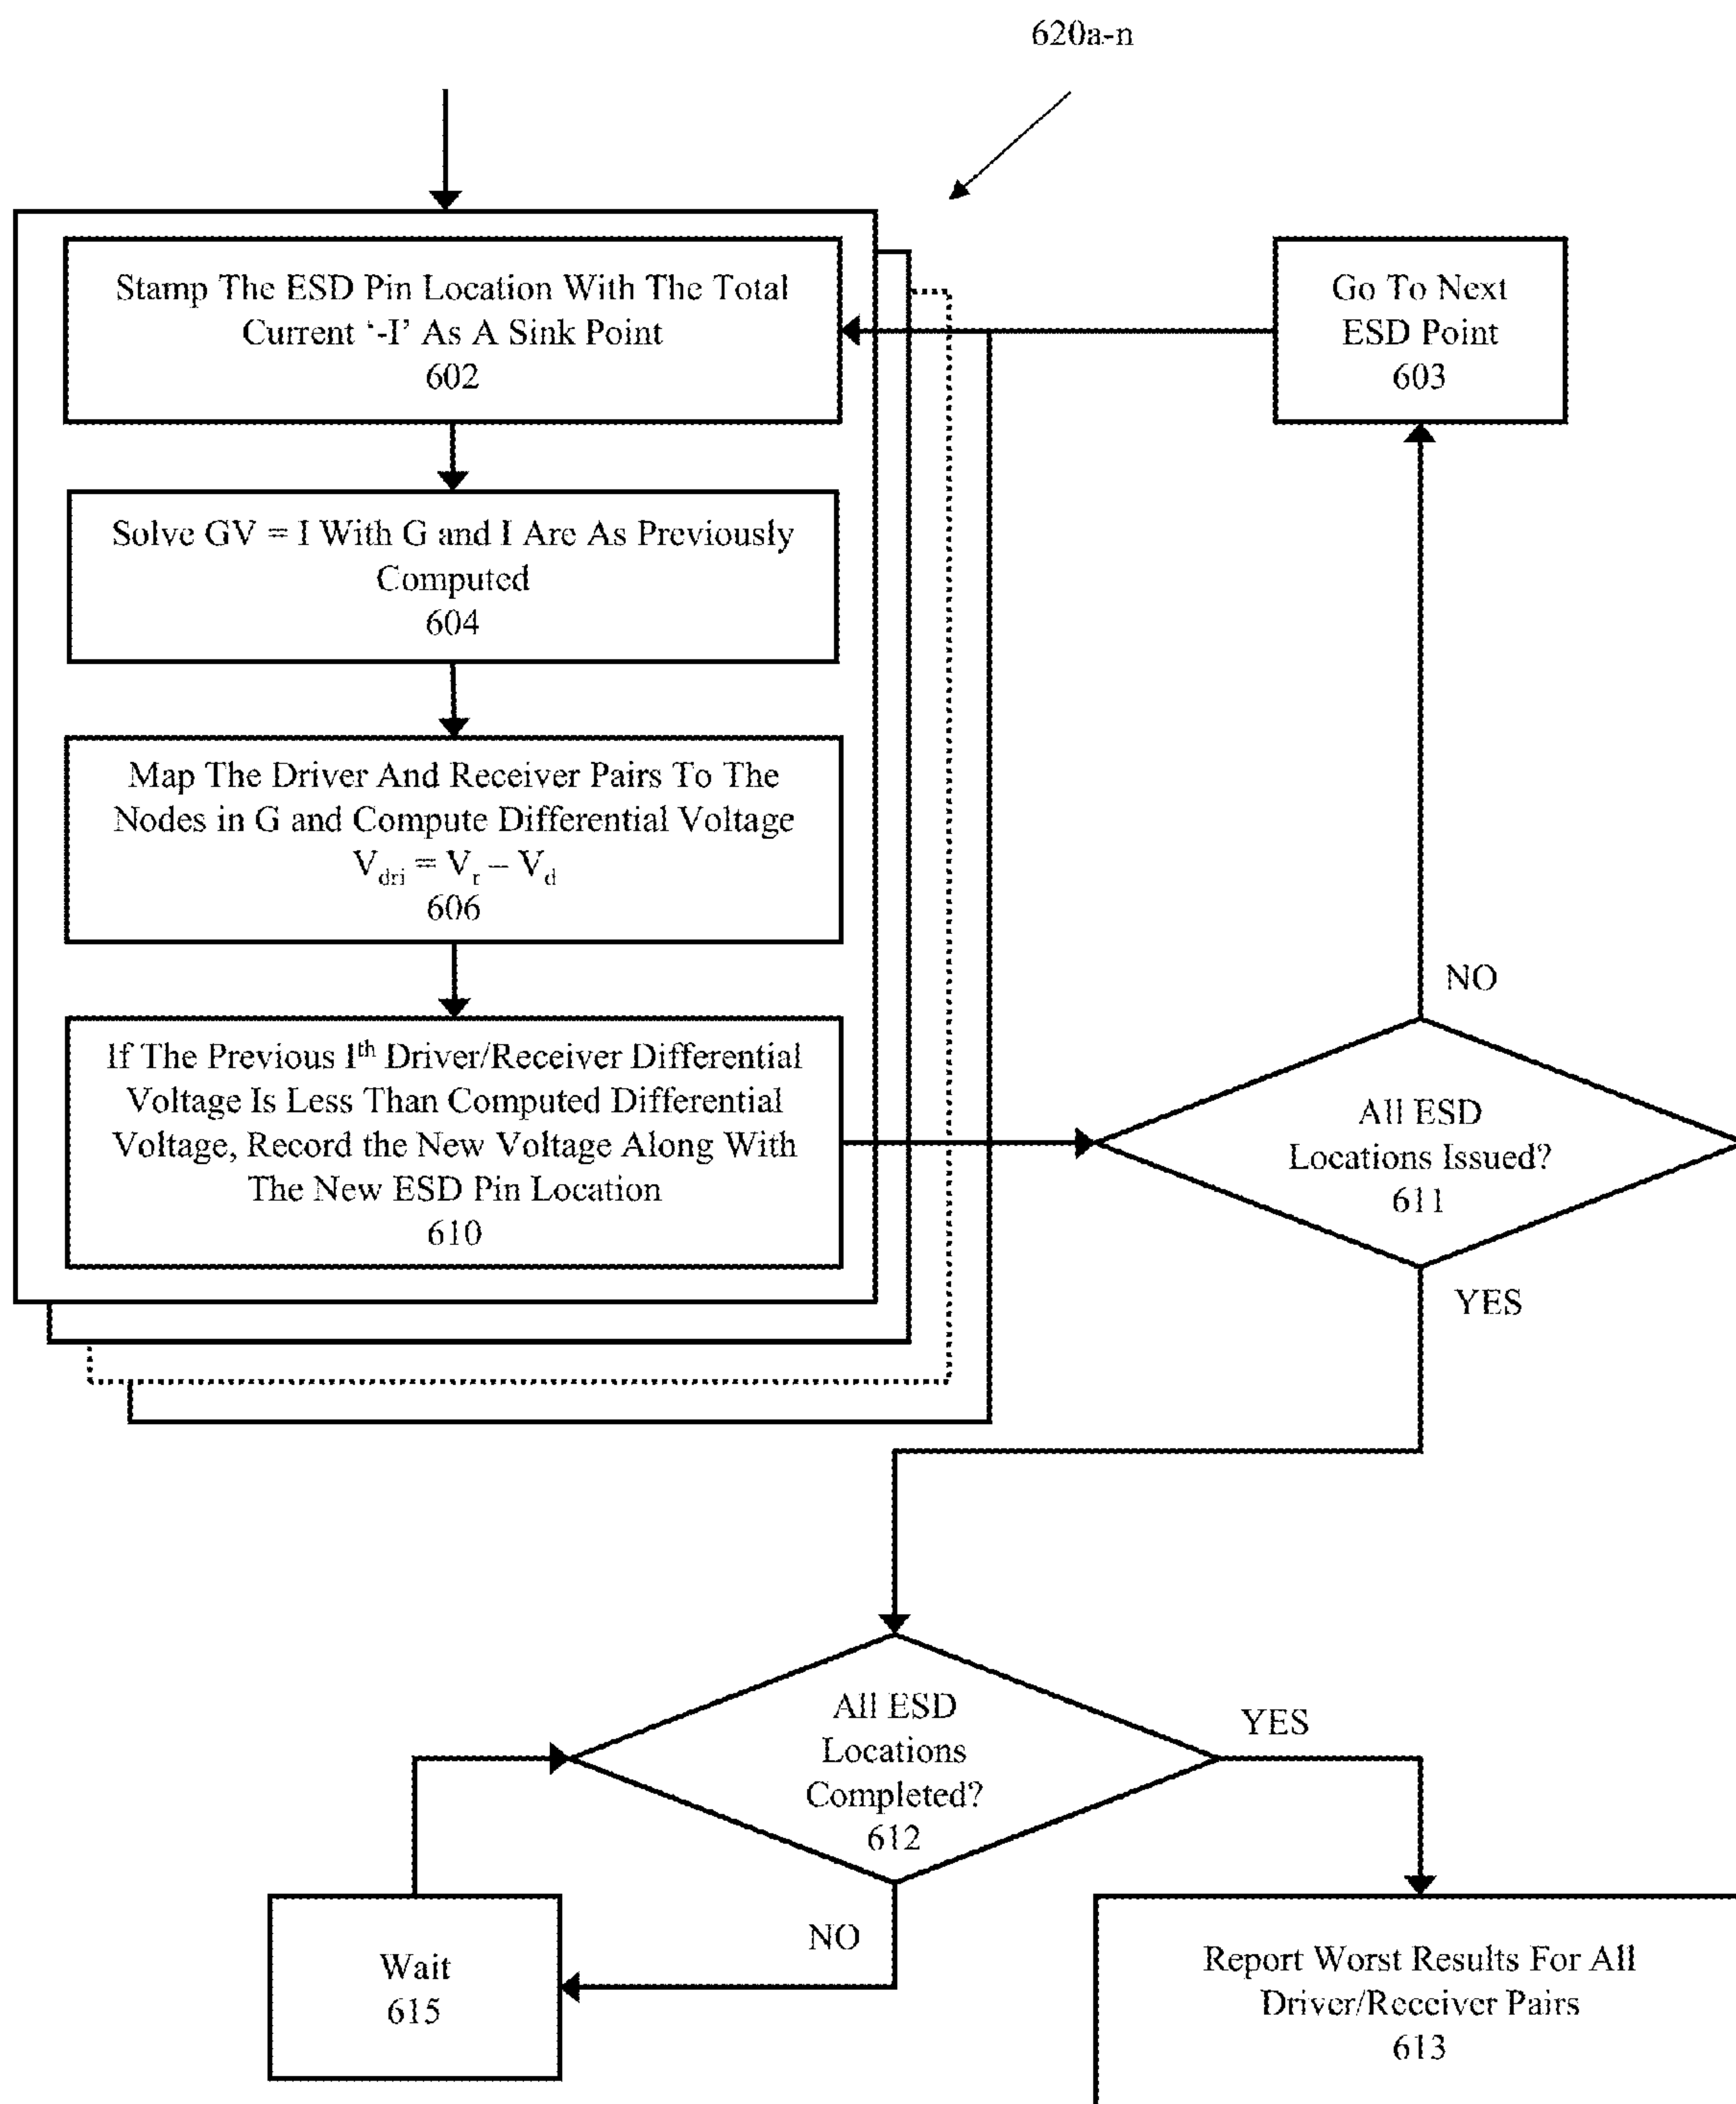 620a-n
Stamp The ESD Pin Location With The Total
Current ‘-I’ As A Sink Point
602
Go To Next
ESD Point
603
Solve GV = I With G and I Are As Previously
Computed
604
Map The Driver And Receiver Pairs To The
Nodes in G and Compute Differential Voltage
V_dri = V_r – V_d
606
NO
If The Previous I^th Driver/Receiver Differential
Voltage Is Less Than Computed Differential
Voltage, Record the New Voltage Along With
The New ESD Pin Location
610
All ESD
Locations Issued?
611
YES
All ESD
Locations
Completed?
612
YES
NO
Wait
615
Report Worst Results For All
Driver/Receiver Pairs
613